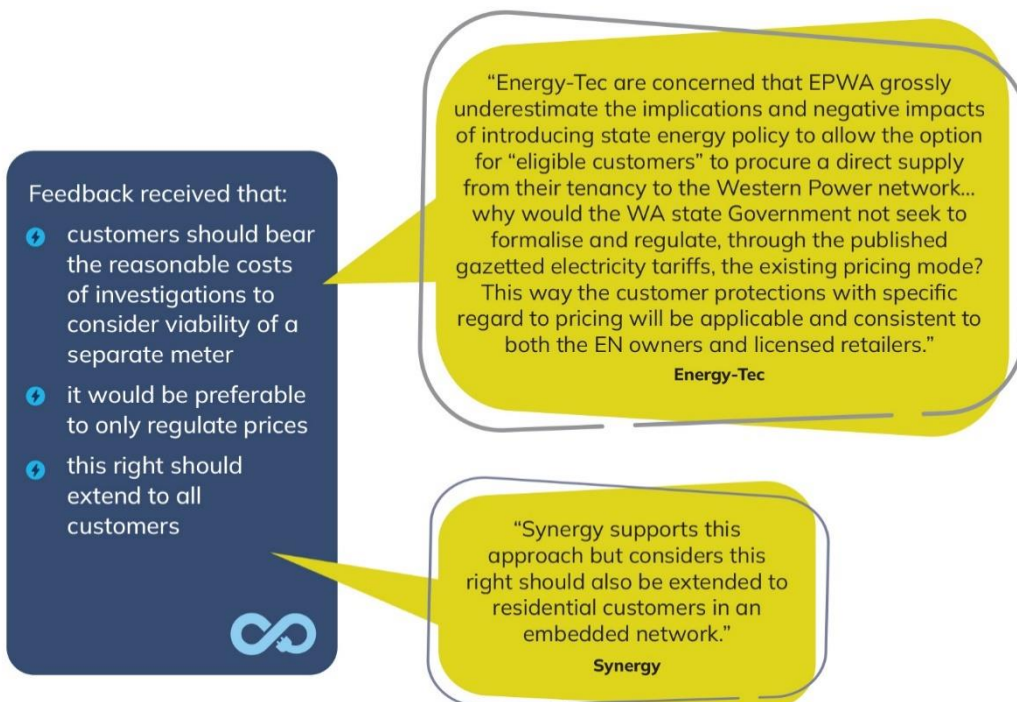 Feedback received that:
customers should bear
the reasonable costs
of investigations to
consider viability of a
separate meter
it would be preferable
to only regulate prices
this right should
extend to all
customers
“Energy-Tec are concerned that EPWA grossly
underestimate the implications and negative impacts
of introducing state energy policy to allow the option
for “eligible customers” to procure a direct supply
from their tenancy to the Western Power network...
why would the WA state Government not seek to
formalise and regulate, through the published
gazetted electricity tariffs, the existing pricing mode?
This way the customer protections with specific
regard to pricing will be applicable and consistent to
both the EN owners and licensed retailers.”
Energy-Tec
“Synergy supports this
approach but considers this
right should also be extended to
residential customers in an
embedded network.”
Synergy